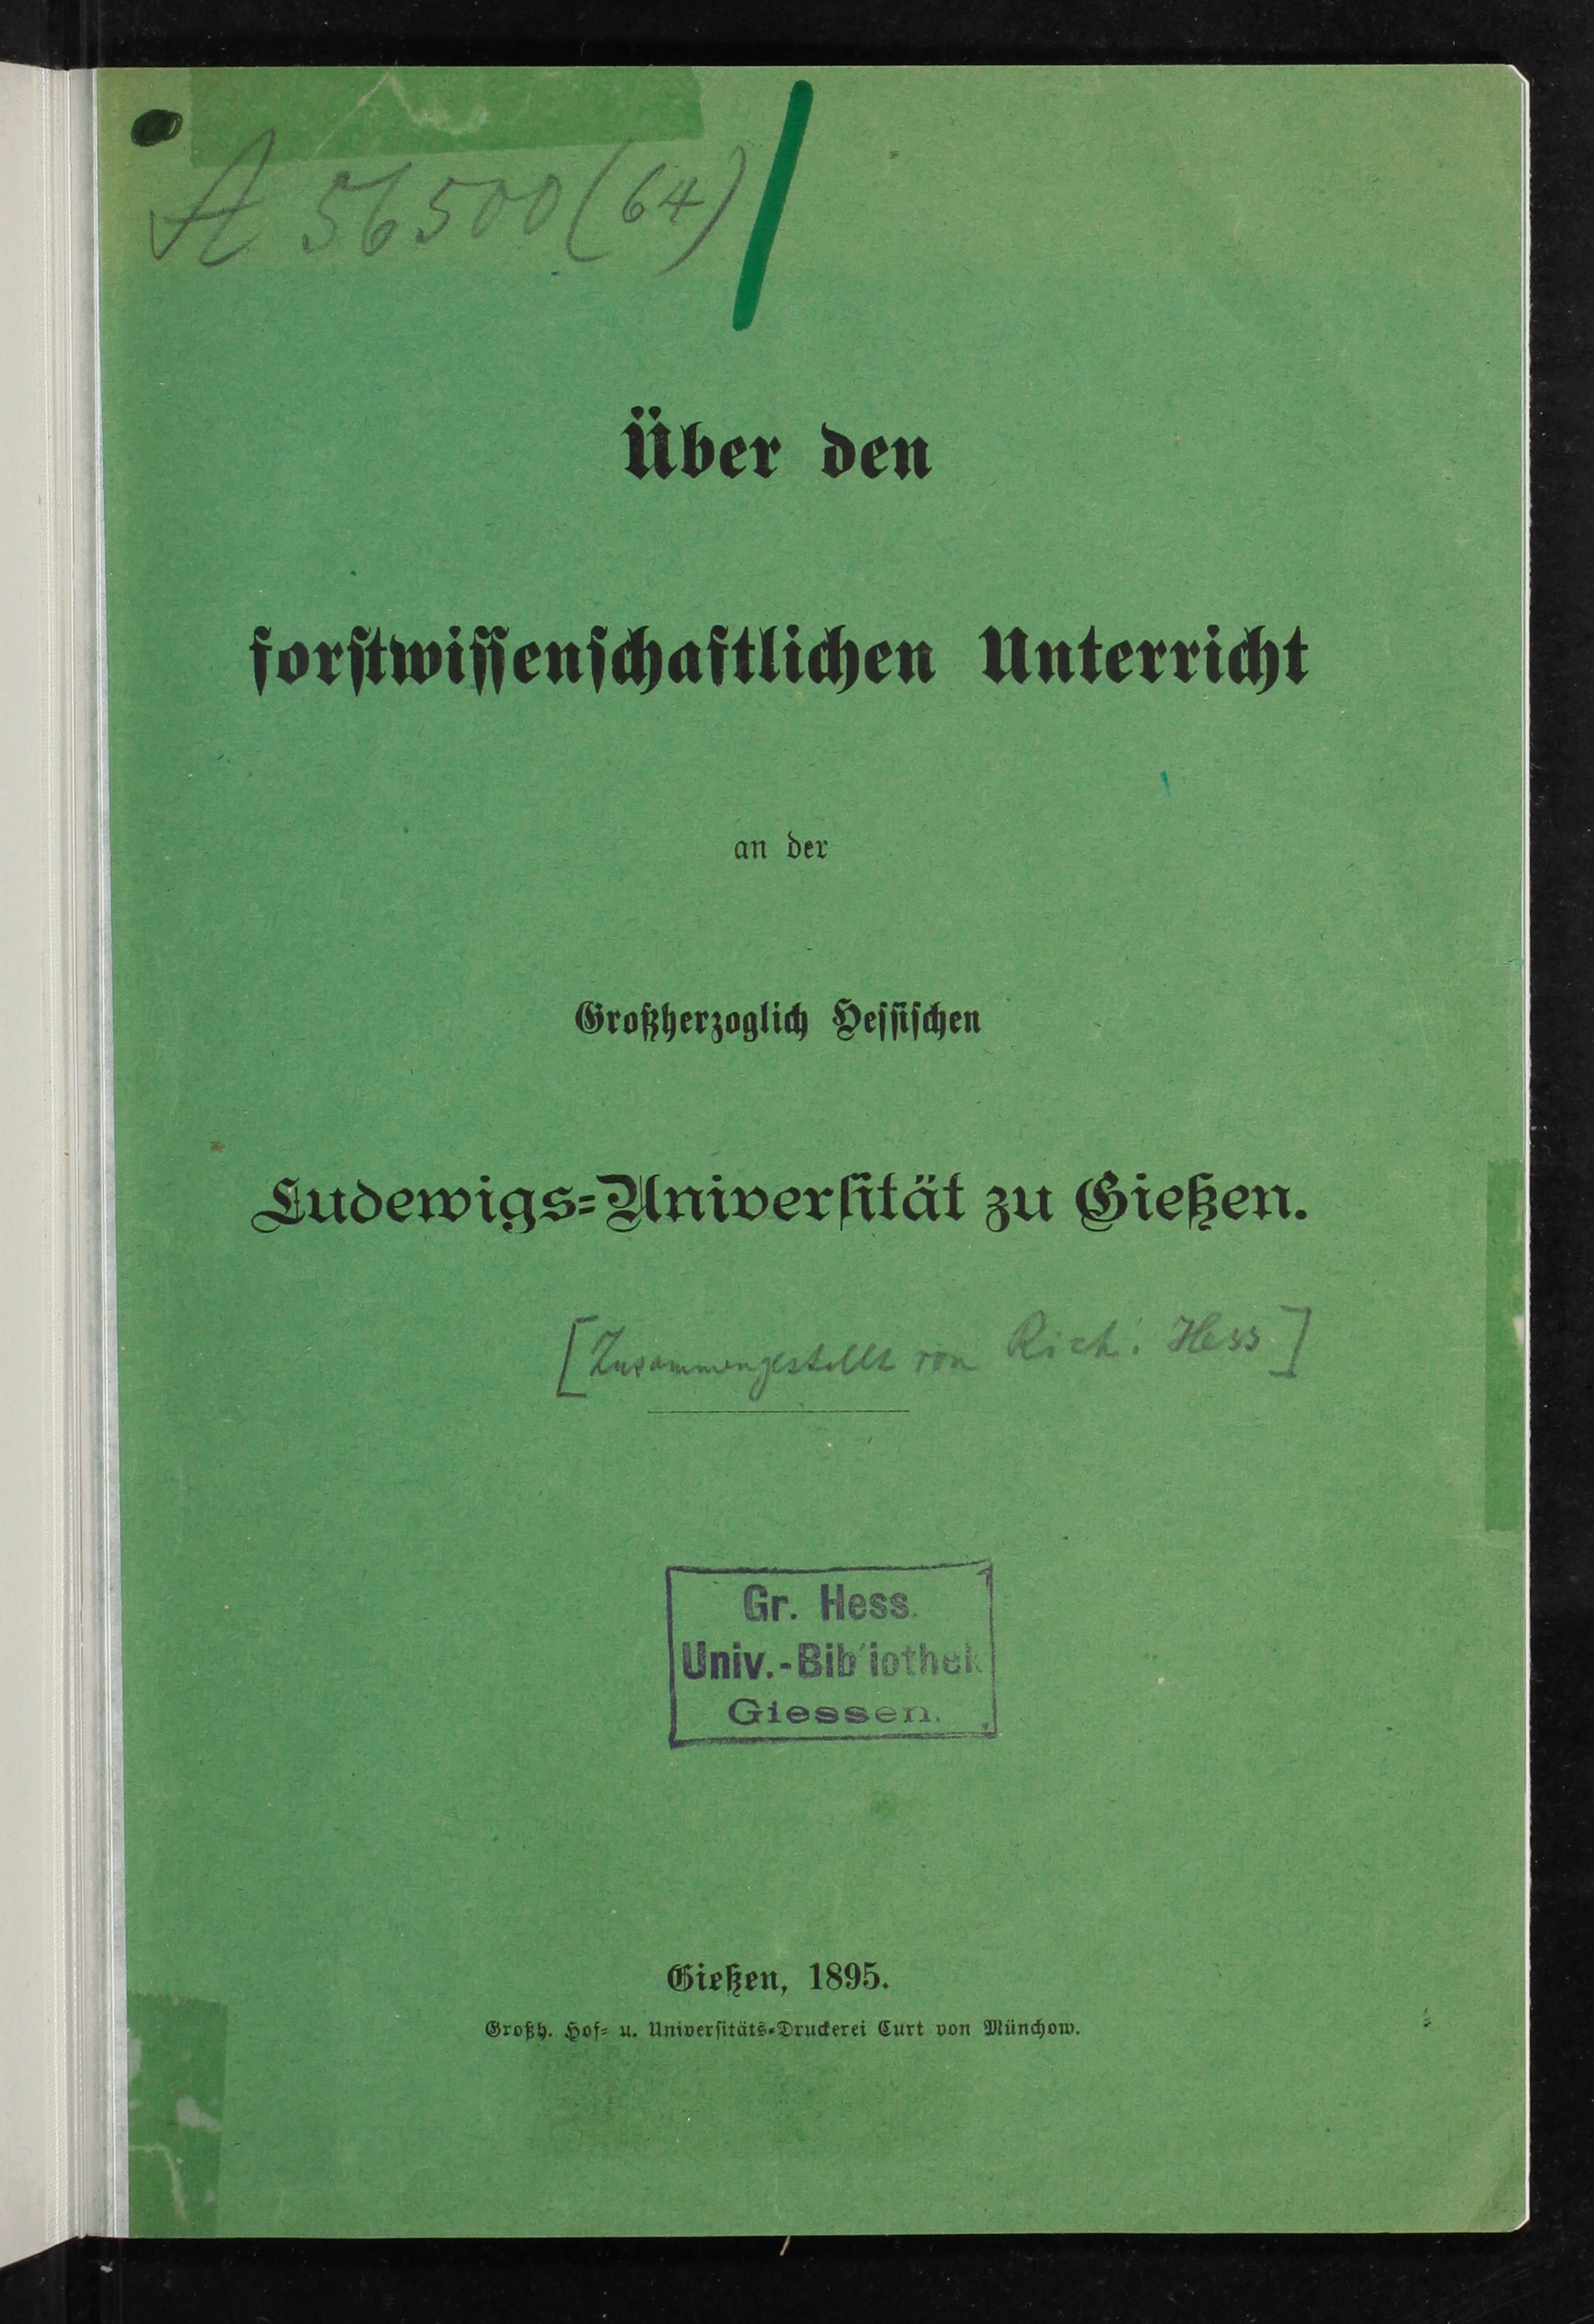 A 56500 (64)
Über den
forstwissenschaftlichen Unterricht
an der
Großherzoglich Hessischen
Ludewigs-Universität zu Gießen.
[Zusammengestellt von Rich. Hess]
Gr. Hess.
Univ.-Bibliothek
Giessen.
Gießen, 1895.
Großh. Hof- u. Universitäts-Druckerei Curt von Münchow.